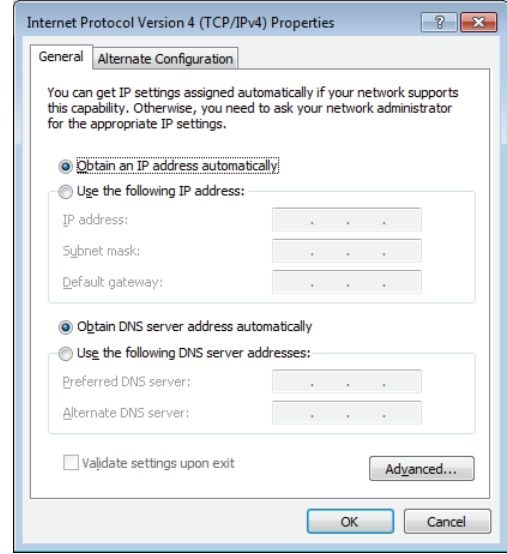 Internet Protocol Version 4 (TCP/IPv4) Properties
General
Alternate Configuration
You can get IP settings assigned automatically if your network supports
this capability. Otherwise, you need to ask your network administrator
for the appropriate IP settings.
Obtain an IP address automatically
Use the following IP address:
IP address:
Subnet mask:
Default gateway:
Obtain DNS server address automatically
Use the following DNS server addresses:
Preferred DNS server:
Alternate DNS server:
Validate settings upon exit
Advanced...
OK
Cancel